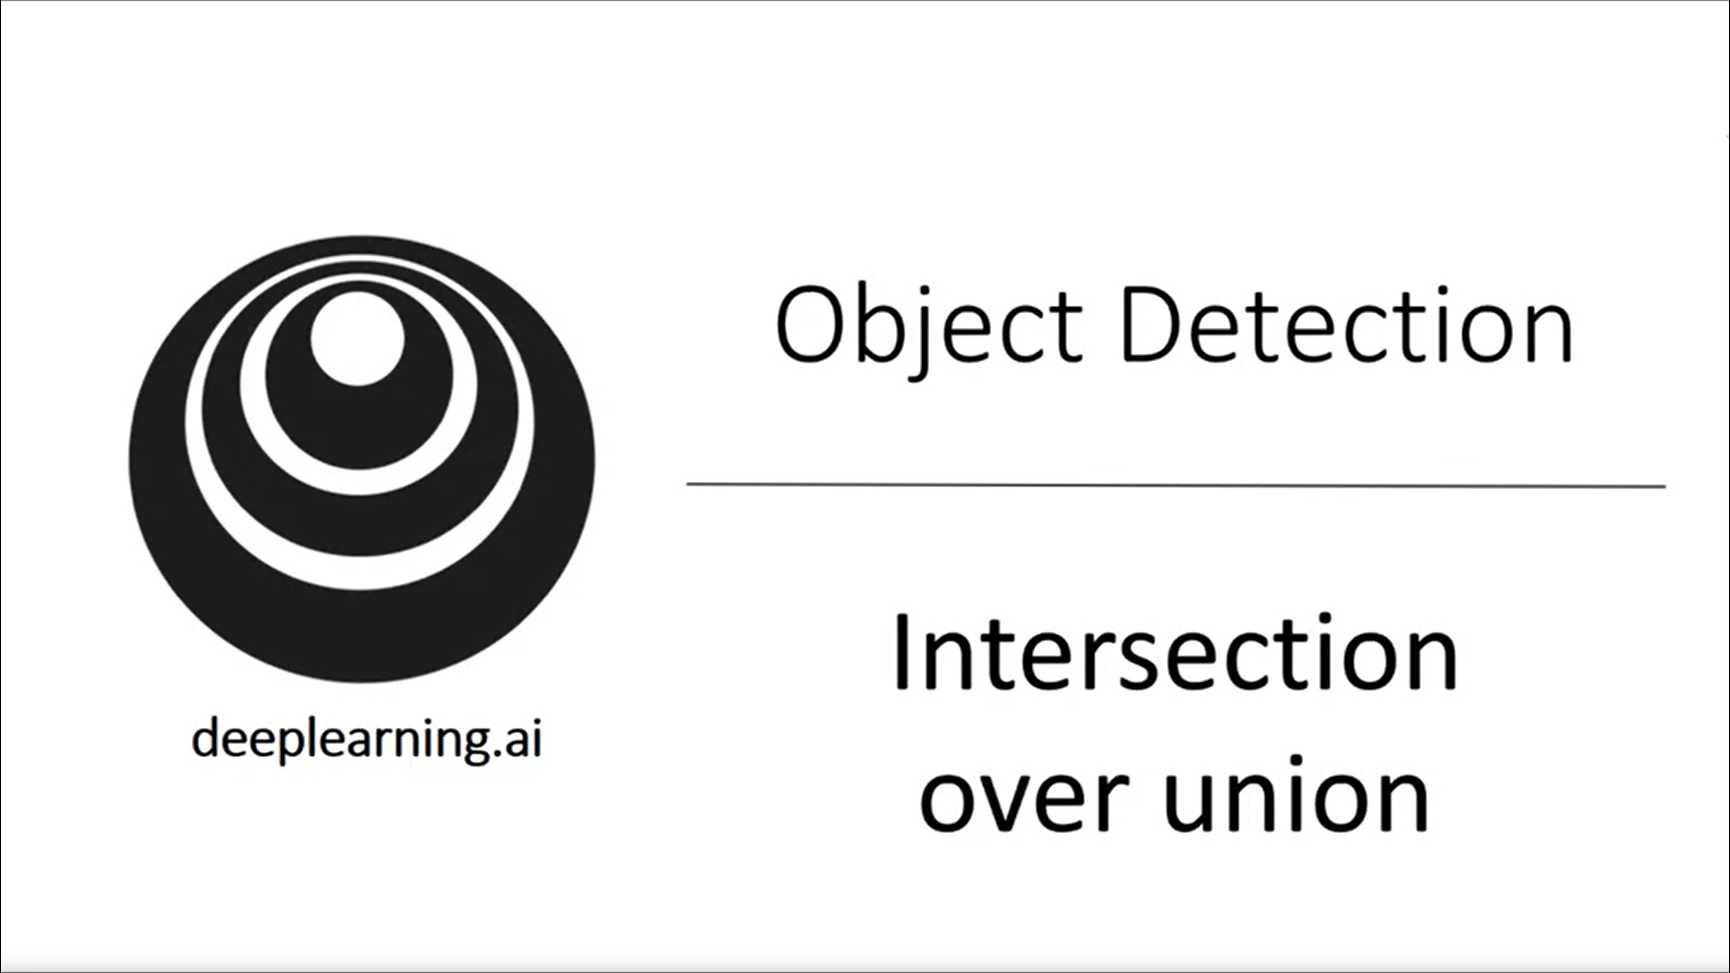 Object Detection
Intersection
over union
deeplearning.ai